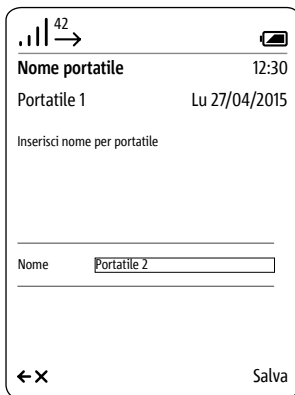 42
Nome portatile 12:30
Portatile 1 Lu 27/04/2015
Inserisci nome per portatile
Nome Portatile 2
Salva